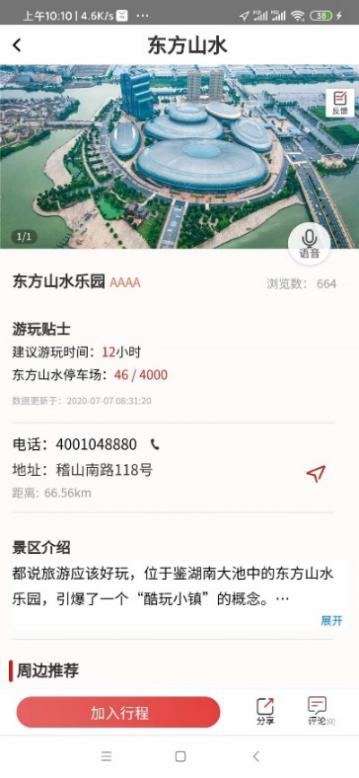 上午10:10 | 4.6K/s
38
东方山水
反馈
1/1
语音
东方山水乐园 AAAA
浏览数: 664
游玩贴士
建议游玩时间: 12小时
东方山水停车场: 46 / 4000
数据更新于: 2020-07-07 08:31:20
电话: 4001048880
地址: 稽山南路118号
距离: 66.56km
景区介绍
都说旅游应该好玩，位于鉴湖南大池中的东方山水
乐园，引爆了一个“酷玩小镇”的概念。…
展开
周边推荐
加入行程
分享
评论(0)